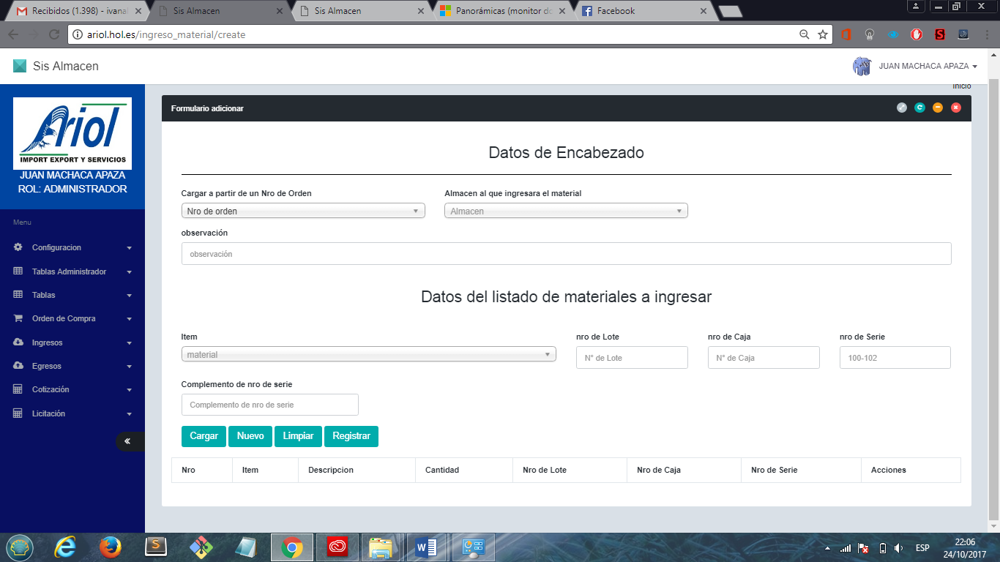 Recibidos (1.398) - ivanal
Sis Almacen
Sis Almacen
Panorámicas (monitor do
Facebook
ariol.hol.es/ingreso_material/create
Sis Almacen
JUAN MACHACA APAZA
Ariol
IMPORT EXPORT Y SERVICIOS
JUAN MACHACA APAZA
ROL: ADMINISTRADOR
Menu
Configuracion
Tablas Administrador
Tablas
Orden de Compra
Ingresos
Egresos
Cotización
Licitación
Inicio
Formulario adicionar
Datos de Encabezado
Cargar a partir de un Nro de Orden
Almacen al que ingresara el material
Nro de orden
Almacen
observación
observación
Datos del listado de materiales a ingresar
Item
nro de Lote
nro de Caja
nro de Serie
material
N° de Lote
N° de Caja
100-102
Complemento de nro de serie
Complemento de nro de serie
Cargar
Nuevo
Limpiar
Registrar
Nro
Item
Descripcion
Cantidad
Nro de Lote
Nro de Caja
Nro de Serie
Acciones
ESP
22:06
24/10/2017